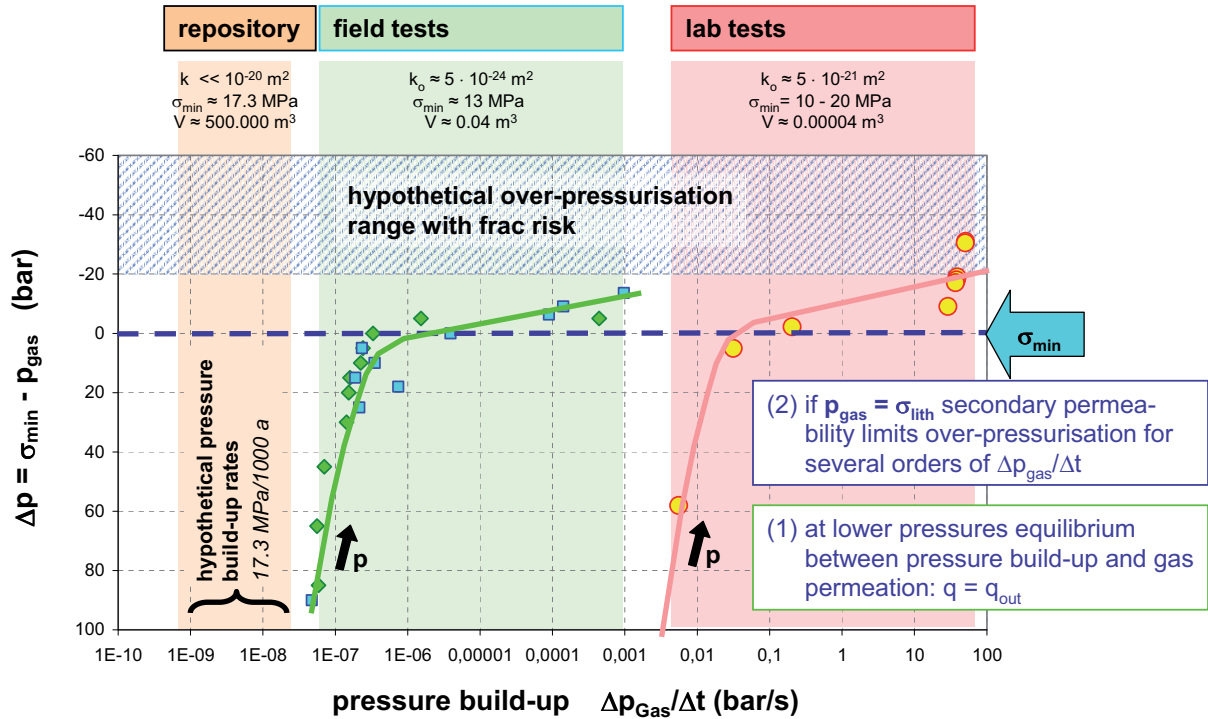 repository
field tests
lab tests
k << 10⁻²⁰ m²
σmin ≈ 17.3 MPa
V ≈ 500.000 m³
ko ≈ 5 · 10⁻²⁴ m²
σmin ≈ 13 MPa
V ≈ 0.04 m³
ko ≈ 5 · 10⁻²¹ m²
σmin = 10 - 20 MPa
V ≈ 0.00004 m³
-60
-40
-20
0
20
40
60
80
100
Δp = σmin - pgas (bar)
hypothetical over-pressurisation
range with frac risk
σmin
hypothetical pressure
build-up rates
17.3 MPa/1000 a
p
p
(2) if pgas = σlith secondary permea-
bility limits over-pressurisation for
several orders of Δpgas/Δt
(1) at lower pressures equilibrium
between pressure build-up and gas
permeation: q = qout
1E-10 1E-09 1E-08 1E-07 1E-06 0,00001 0,0001 0,001 0,01 0,1 1 10 100
pressure build-up ΔpGas/Δt (bar/s)